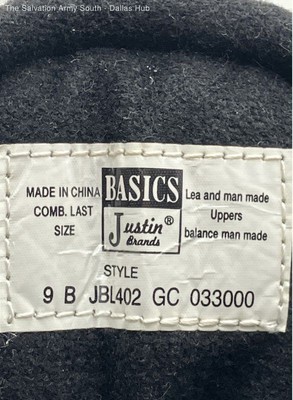 The Salvation Army South - Dallas Hub
MADE IN CHINA
COMB. LAST
SIZE
BASICS
Justin®
Brands
Lea and man made
Uppers
balance man made
STYLE
9 B JBL402 GC 033000